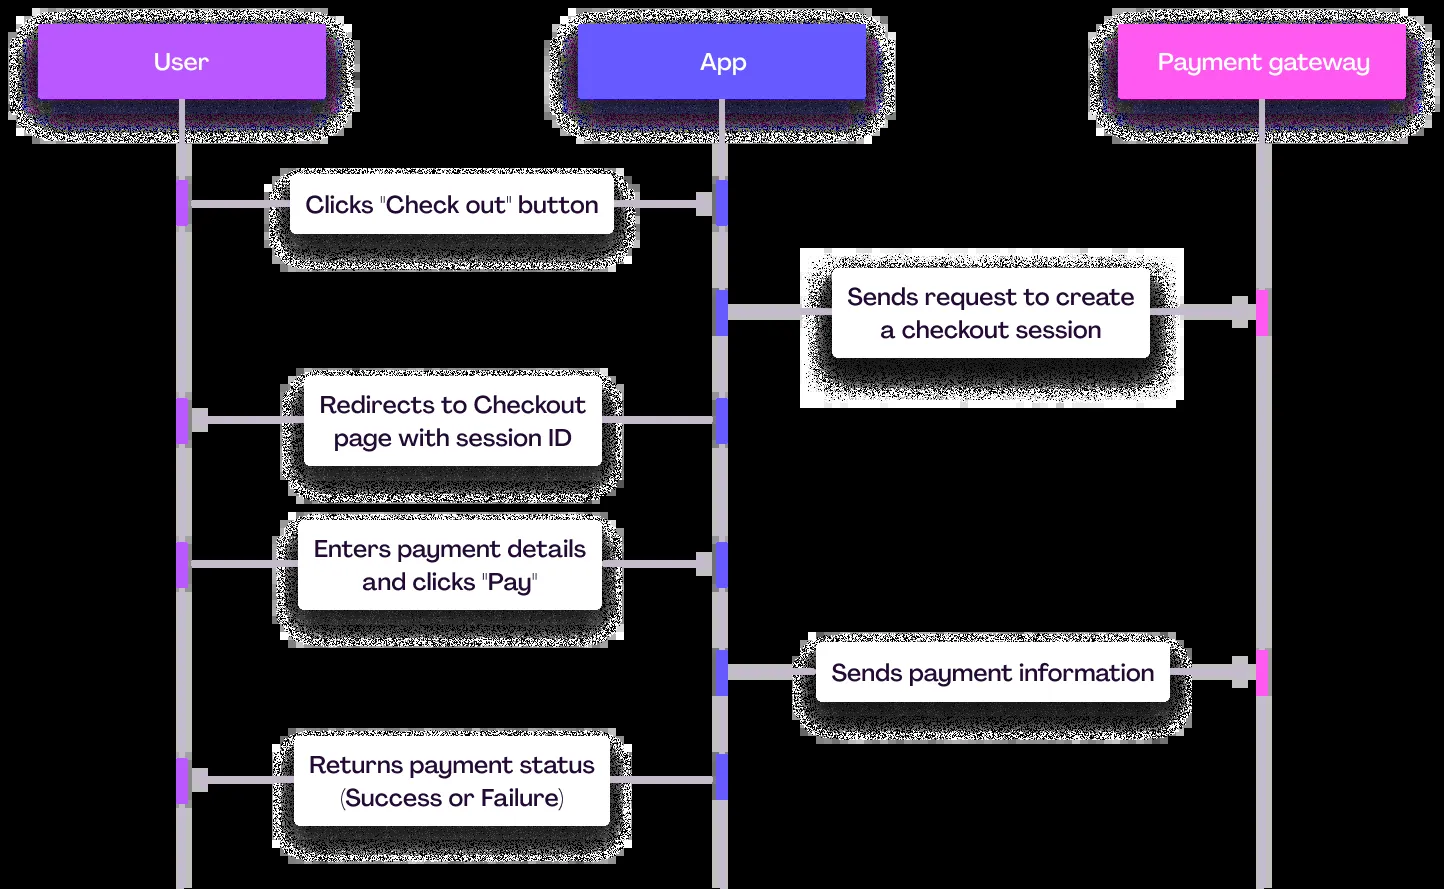 User
App
Payment gateway
Clicks "Check out" button
Sends request to create
a checkout session
Redirects to Checkout
page with session ID
Enters payment details
and clicks "Pay"
Sends payment information
Returns payment status
(Success or Failure)